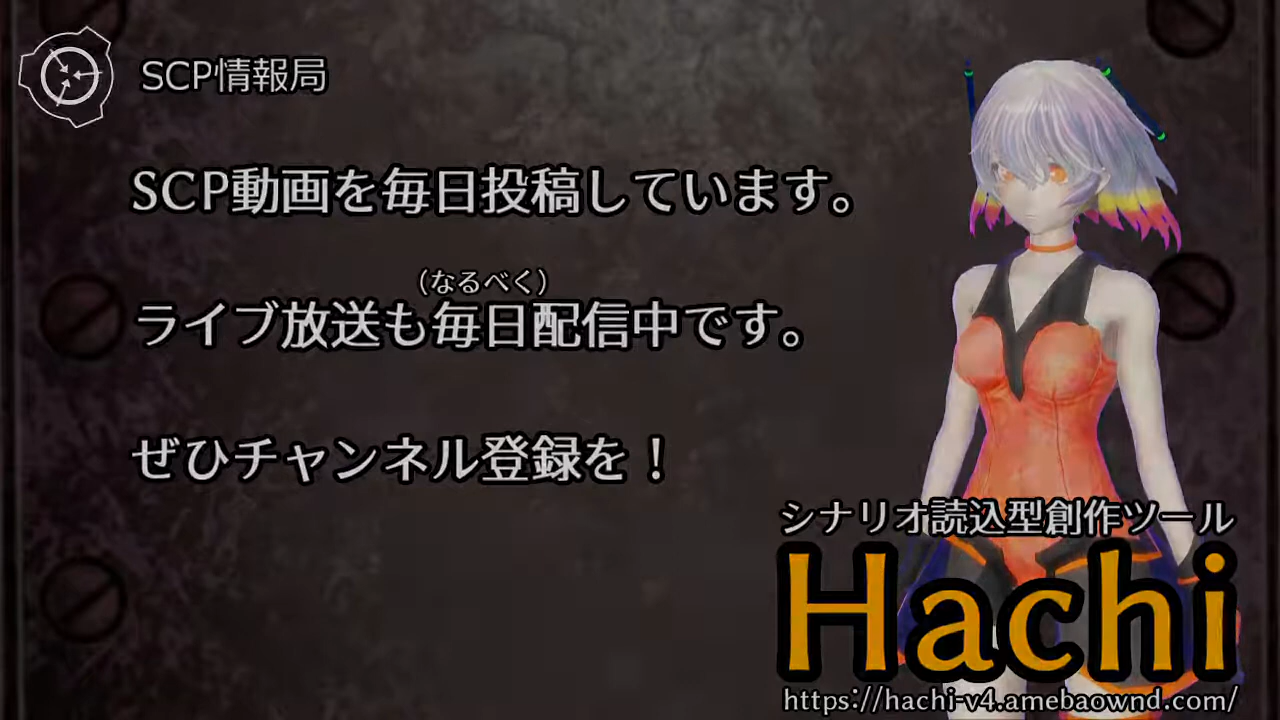 SCP情報局
SCP動画を毎日投稿しています。
（なるべく）
ライブ放送も毎日配信中です。
ぜひチャンネル登録を！
シナリオ読込型創作ツール
Hachi
https://hachi-v4.amebaownd.com/